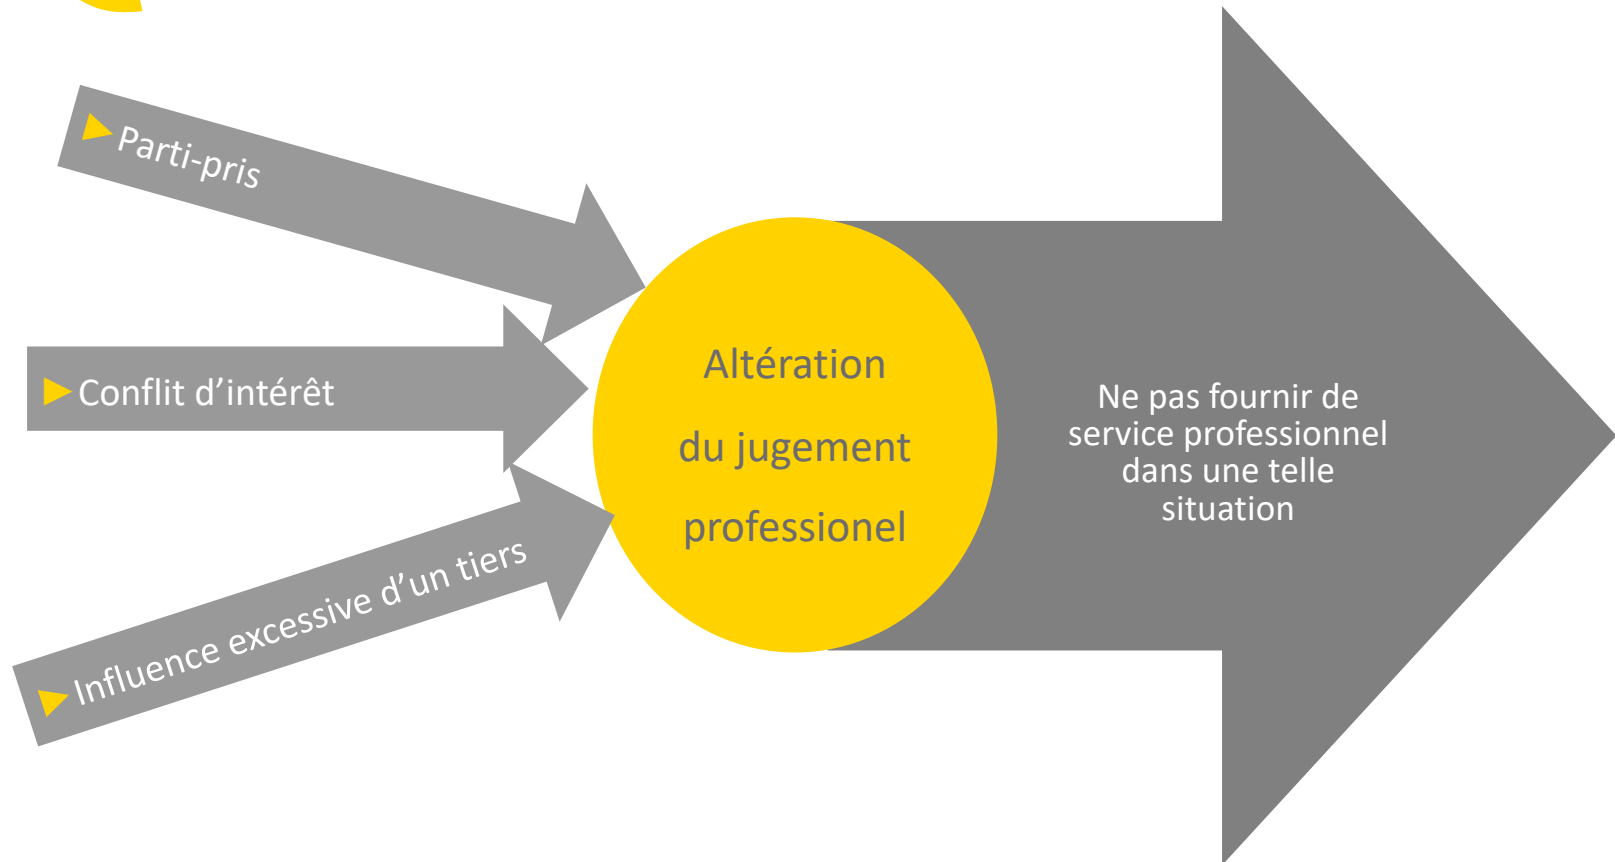 Parti-pris
Conflit d’intérêt
Influence excessive d’un tiers
Altération
du jugement
professionel
Ne pas fournir de
service professionnel
dans une telle
situation